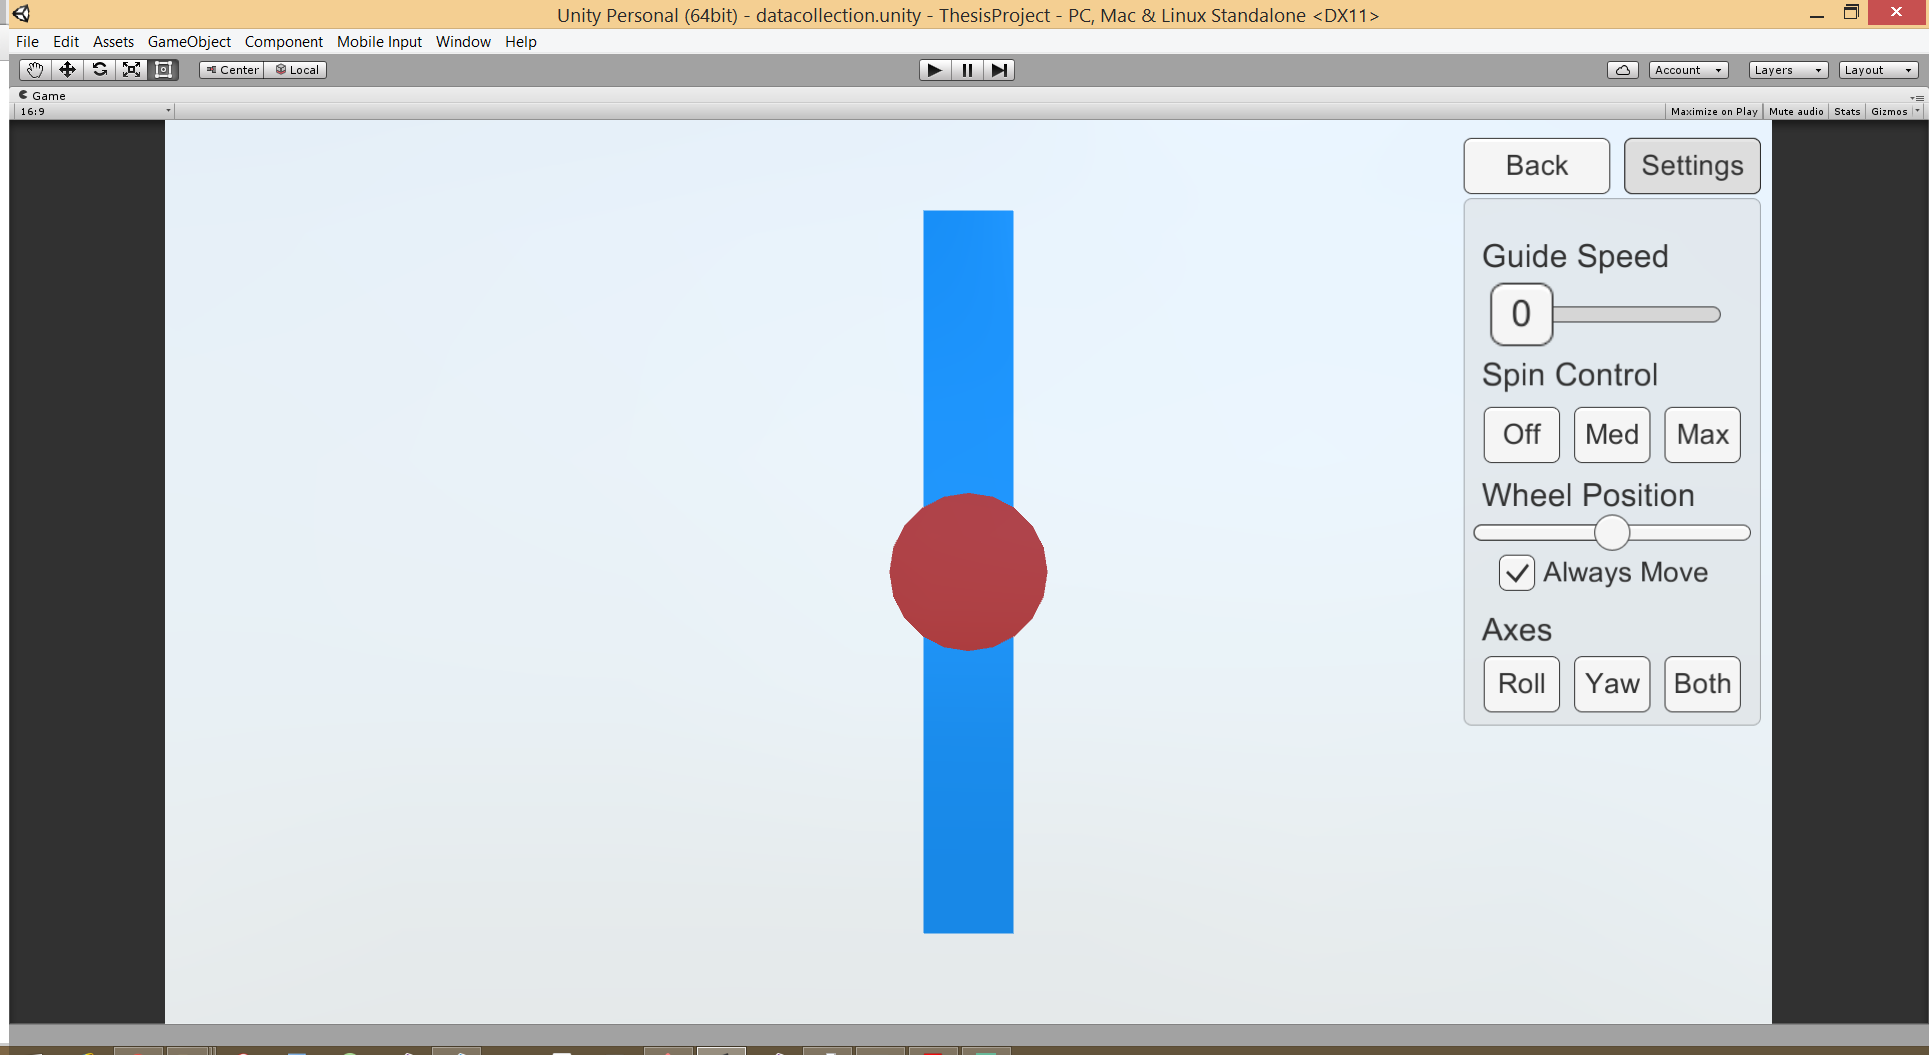 Unity Personal (64bit) - datacollection.unity - ThesisProject - PC, Mac & Linux Standalone <DX11>
File Edit Assets GameObject Component Mobile Input Window Help
Center Local Account Layers Layout
Game
16:9 Maximize on Play Mute audio Stats Gizmos
Back Settings
Guide Speed
0
Spin Control
Off Med Max
Wheel Position
Always Move
Axes
Roll Yaw Both